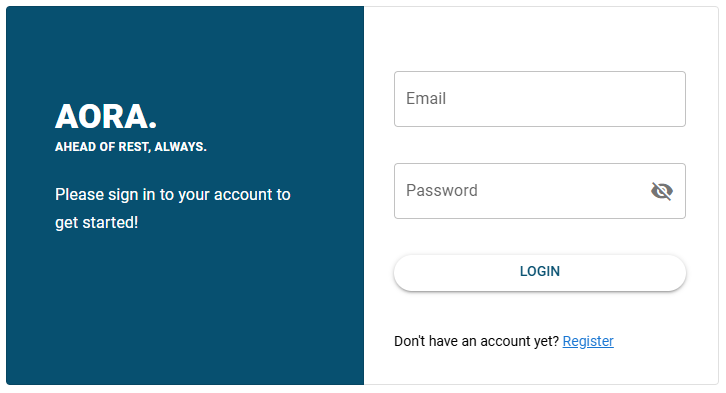 AORA.
AHEAD OF REST, ALWAYS.
Please sign in to your account to
get started!
Email
Password
LOGIN
Don't have an account yet? Register